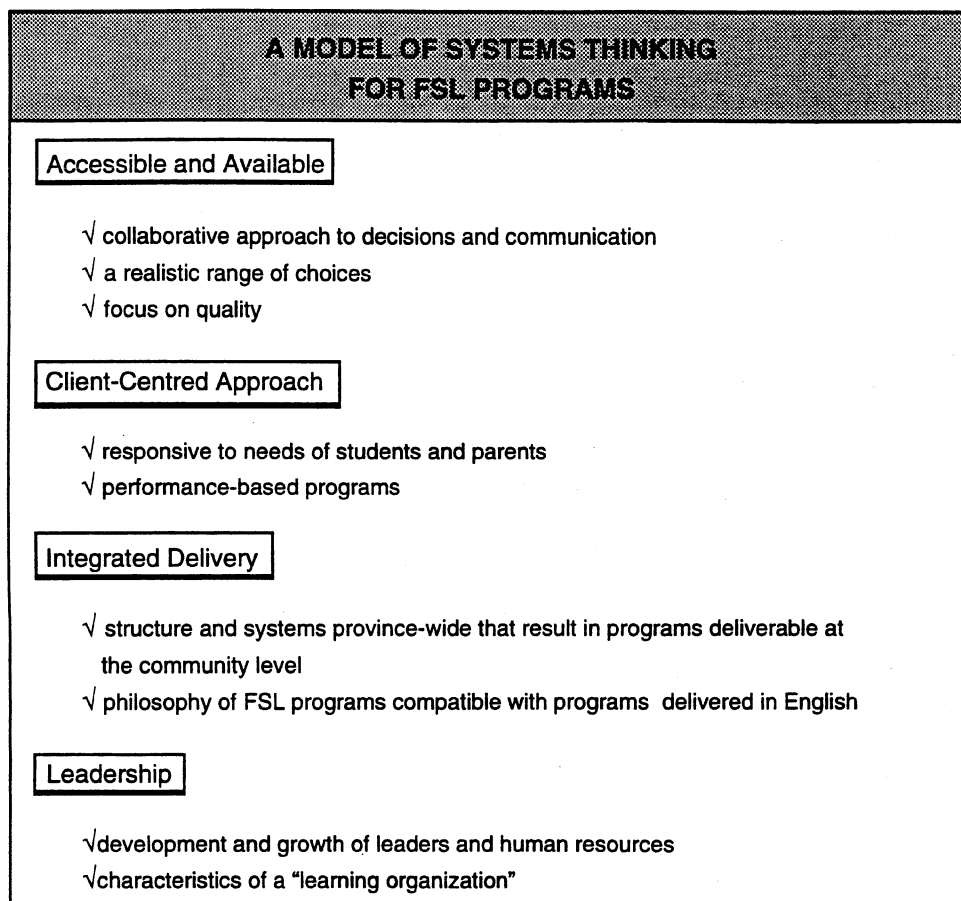 A MODEL OF SYSTEMS THINKING
FOR FSL PROGRAMS
Accessible and Available
√ collaborative approach to decisions and communication
√ a realistic range of choices
√ focus on quality
Client-Centred Approach
√ responsive to needs of students and parents
√ performance-based programs
Integrated Delivery
√ structure and systems province-wide that result in programs deliverable at
the community level
√ philosophy of FSL programs compatible with programs delivered in English
Leadership
√development and growth of leaders and human resources
√characteristics of a "learning organization"